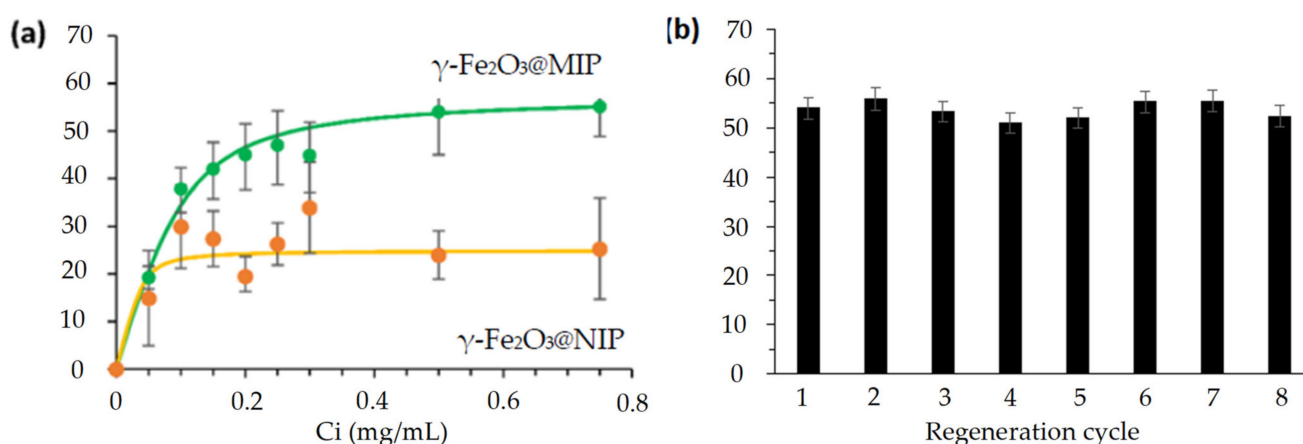 (a)
70
60
50
40
30
20
10
0
γ-Fe₂O₃@MIP
γ-Fe₂O₃@NIP
0 0.2 0.4 0.6 0.8
Ci (mg/mL)
(b)
70
60
50
40
30
20
10
0
1 2 3 4 5 6 7 8
Regeneration cycle